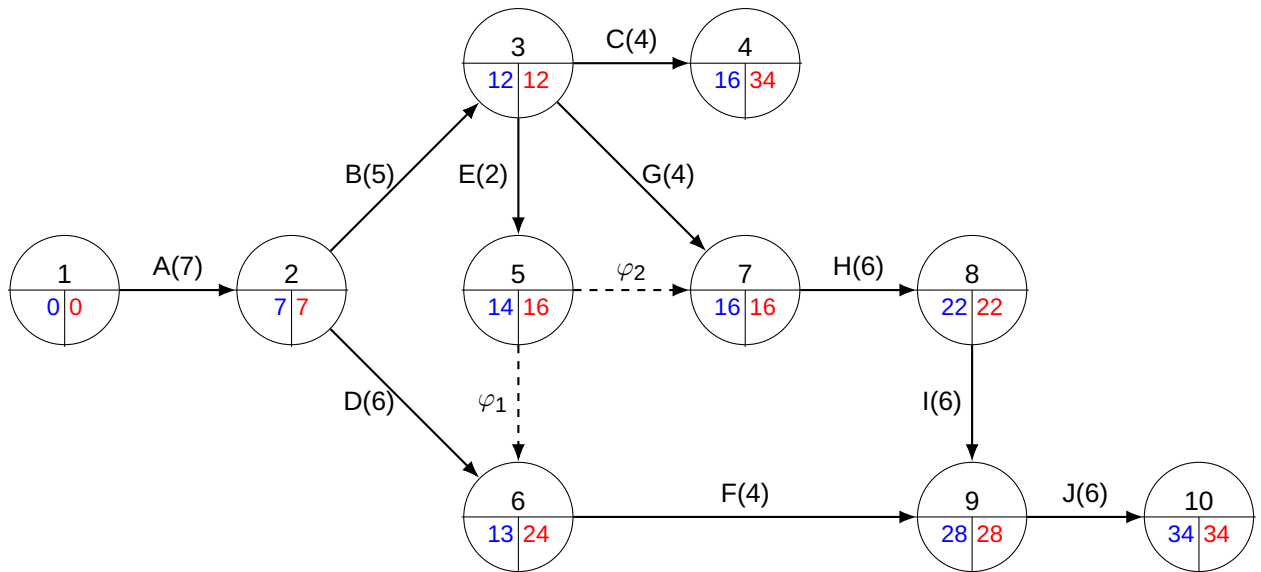 3
12 12
C(4)
4
16 34
B(5)
E(2)
G(4)
1
0 0
A(7)
2
7 7
5
14 16
φ2
7
16 16
H(6)
8
22 22
D(6)
φ1
I(6)
6
13 24
F(4)
9
28 28
J(6)
10
34 34